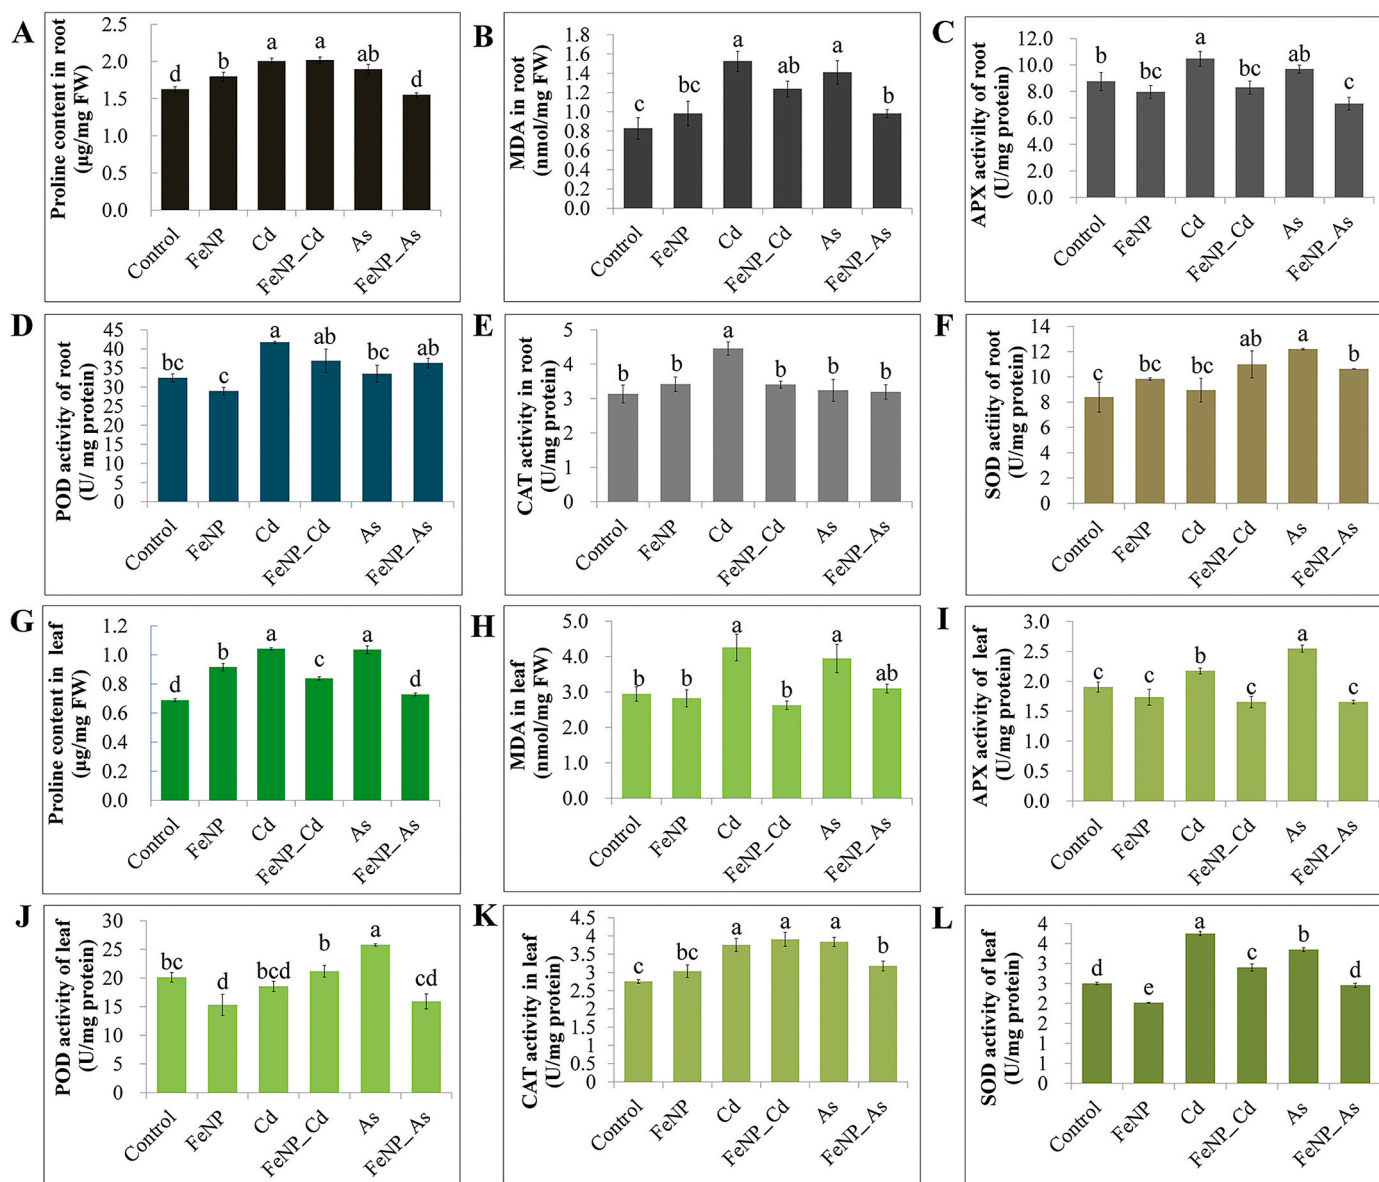 A
Proline content in root
(µg/mg FW)
2.5
2.0
1.5
1.0
0.5
0.0
d
b
a
a
ab
d
Control
FeNP
Cd
FeNP_Cd
As
FeNP_As
B
MDA in root
(nmol/mg FW)
1.8
1.6
1.4
1.2
1.0
0.8
0.6
0.4
0.2
0.0
c
bc
a
ab
a
b
Control
FeNP
Cd
FeNP_Cd
As
FeNP_As
C
APX activilty of root
(U/mg protein)
12.0
10.0
8.0
6.0
4.0
2.0
0.0
b
bc
a
bc
ab
c
Control
FeNP
Cd
FeNP_Cd
As
FeNP_As
D
POD activity of root
(U/ mg protein)
45
40
35
30
25
20
15
10
5
0
bc
c
a
ab
bc
ab
Control
FeNP
Cd
FeNP_Cd
As
FeNP_As
E
CAT activity in root
(U/mg protein)
5
4
3
2
1
0
b
b
a
b
b
b
Control
FeNP
Cd
FeNP_Cd
As
FeNP_As
F
SOD actiity of root
(U/mg protein)
14
12
10
8
6
4
2
0
c
bc
bc
ab
a
b
Control
FeNP
Cd
FeNP_Cd
As
FeNP_As
G
Proline content in leaf
(µg/mg FW)
1.2
1.0
0.8
0.6
0.4
0.2
0.0
d
b
a
c
a
d
Control
FeNP
Cd
FeNP_Cd
As
FeNP_As
H
MDA in leaf
(nmol/mg FW)
5.0
4.0
3.0
2.0
1.0
0.0
b
b
a
b
a
ab
Control
FeNP
Cd
FeNP_Cd
As
FeNP_As
I
APX activity of leaf
(U/mg protein)
3.0
2.5
2.0
1.5
1.0
0.5
0.0
c
c
b
c
a
c
Control
FeNP
Cd
FeNP_Cd
As
FeNP_As
J
POD activity of leaf
(U/mg protein)
30
25
20
15
10
5
0
bc
d
bcd
b
a
cd
Control
FeNP
Cd
FeNP_Cd
As
FeNP_As
K
CAT activity in leaf
(U/mg protein)
4.5
4
3.5
3
2.5
2
1.5
1
0.5
0
c
bc
a
a
a
b
Control
FeNP
Cd
FeNP_Cd
As
FeNP_As
L
SOD activity of leaf
(U/mg protein)
4
4
3
3
2
2
1
1
0
d
e
a
c
b
d
Control
FeNP
Cd
FeNP_Cd
As
FeNP_As